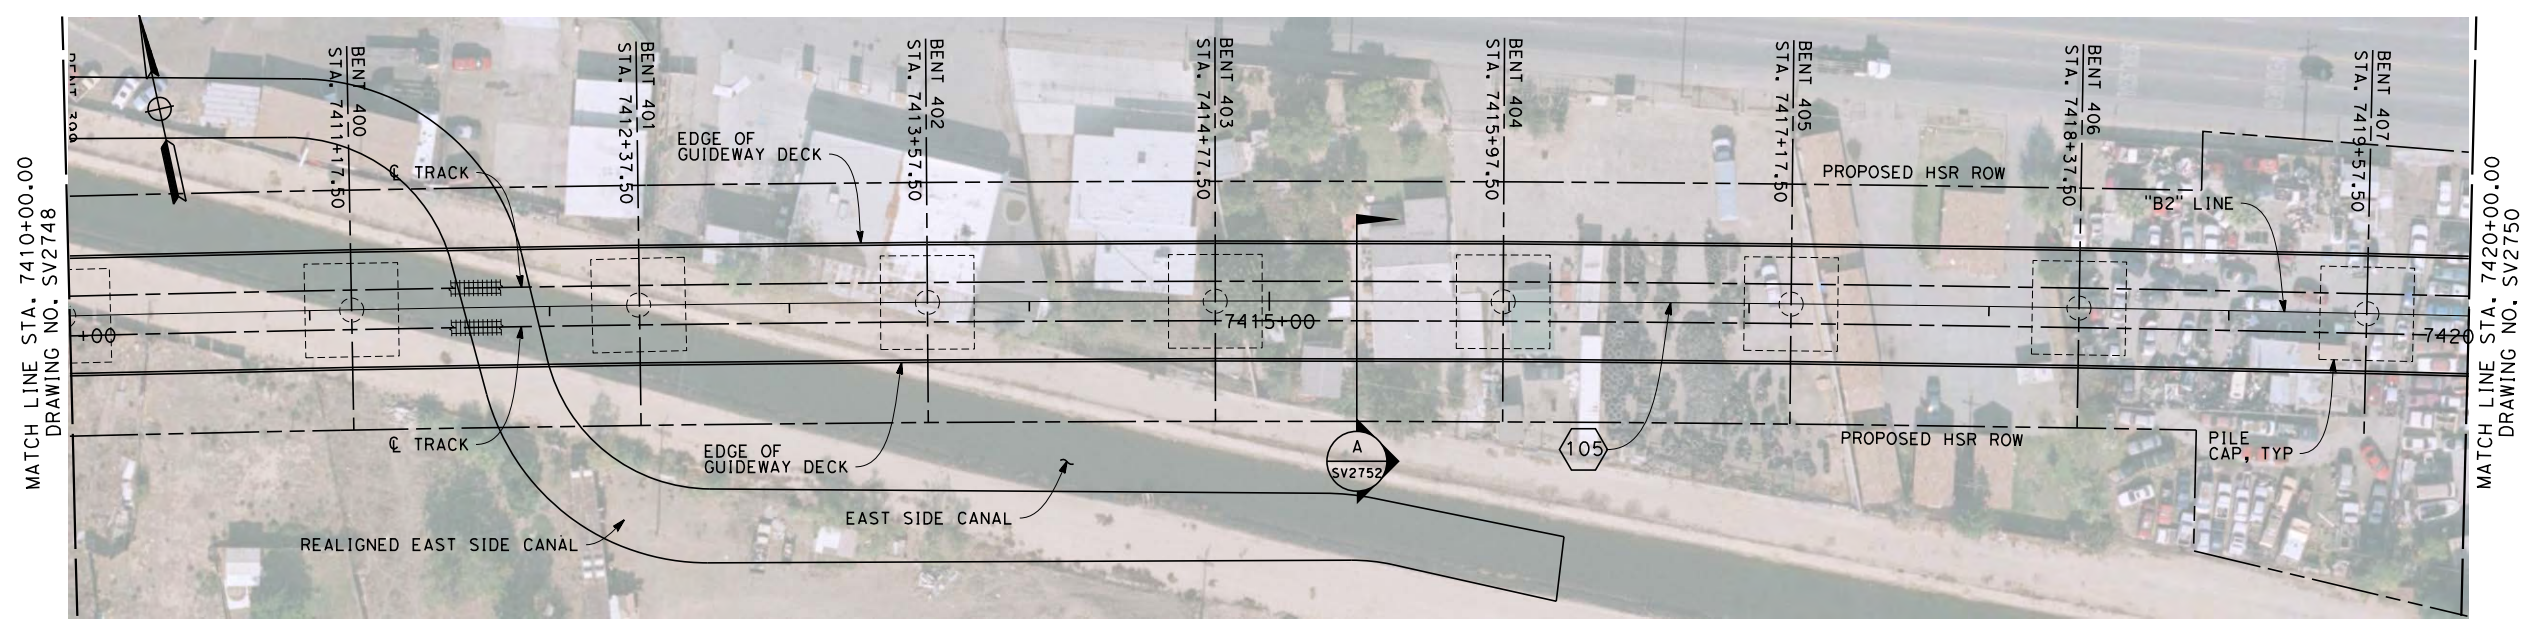 MATCH LINE STA. 7410+00.00
DRAWING NO. SV2748
BENT 400
STA. 7411+17.50
BENT 401
STA. 7412+37.50
BENT 402
STA. 7413+57.50
BENT 403
STA. 7414+77.50
BENT 404
STA. 7415+97.50
BENT 405
STA. 7417+17.50
BENT 406
STA. 7418+37.50
BENT 407
STA. 7419+57.50
℄ TRACK
EDGE OF
GUIDEWAY DECK
PROPOSED HSR ROW
"B2" LINE
+00
7415+00
7420
℄ TRACK
EDGE OF
GUIDEWAY DECK
A
SV2752
105
PROPOSED HSR ROW
PILE
CAP, TYP
EAST SIDE CANAL
REALIGNED EAST SIDE CANAL
MATCH LINE STA. 7420+00.00
DRAWING NO. SV2750